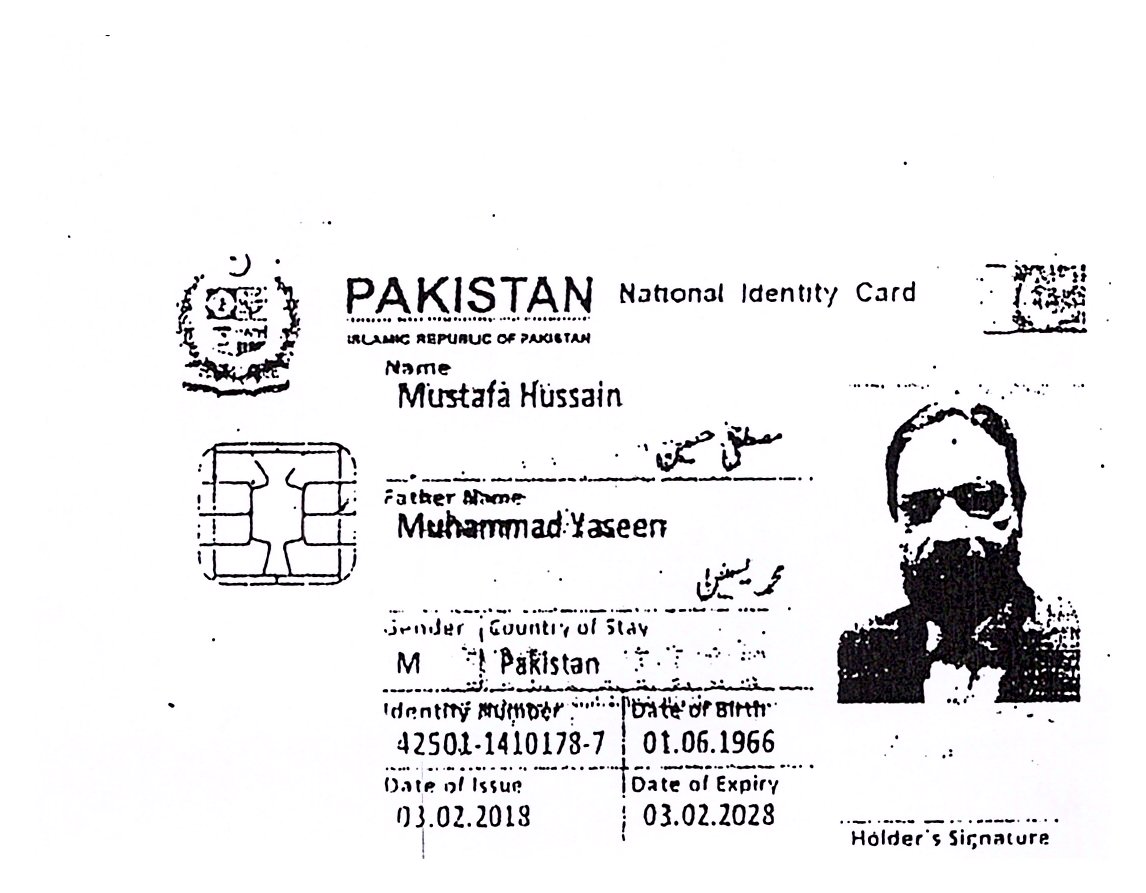 PAKISTAN National Identity Card
ISLAMIC REPUBLIC OF PAKISTAN
Name
Mustafa Hussain
مصطفی حسین
Father Name
Muhammad Yaseen
محمد یسین
Gender Country of Stay
M Pakistan
Identity Number Date of Birth
42501-1410178-7 01.06.1966
Date of Issue Date of Expiry
03.02.2018 03.02.2028
Holder's Signature